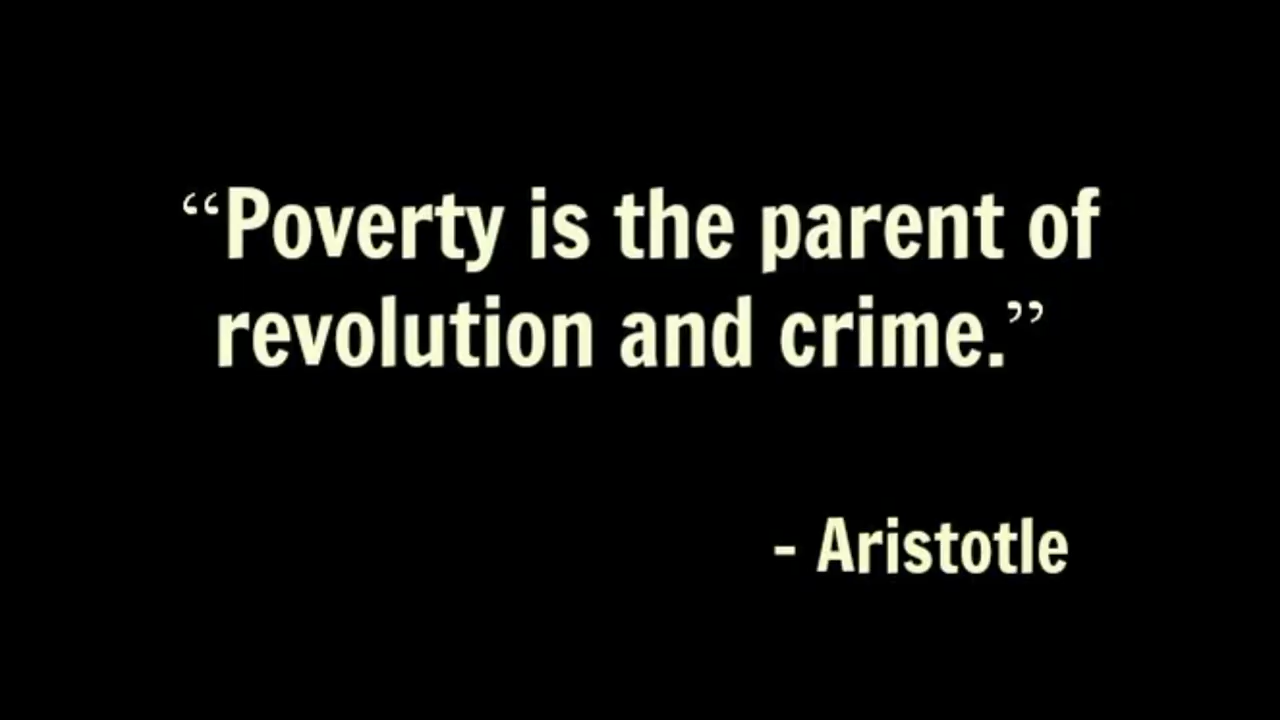 “Poverty is the parent of
revolution and crime.”
- Aristotle